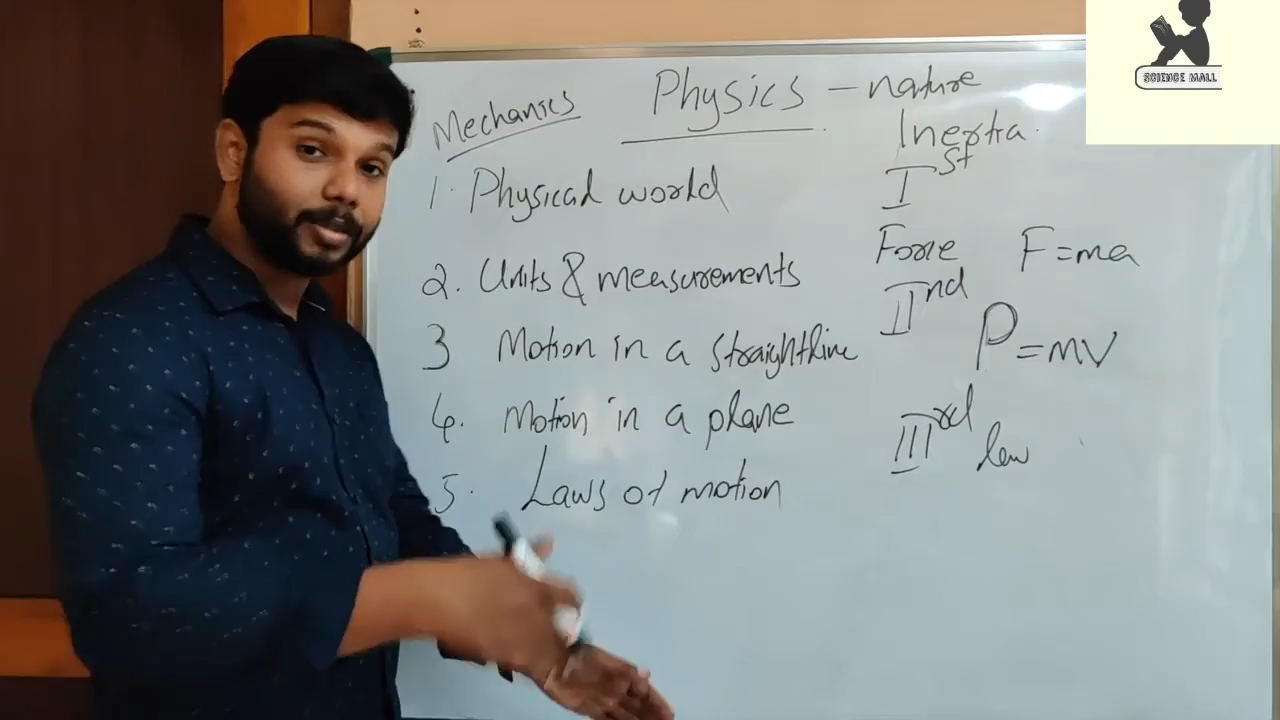 Mechanics
Physics – nature
Inertia.
Ist
1. Physical world
Force F=ma
2. Units & measurements
IInd
3 Motion in a straightline
P=mv
4. Motion in a plane
IIIrd law
5. Laws of motion
SCIENCE MALL